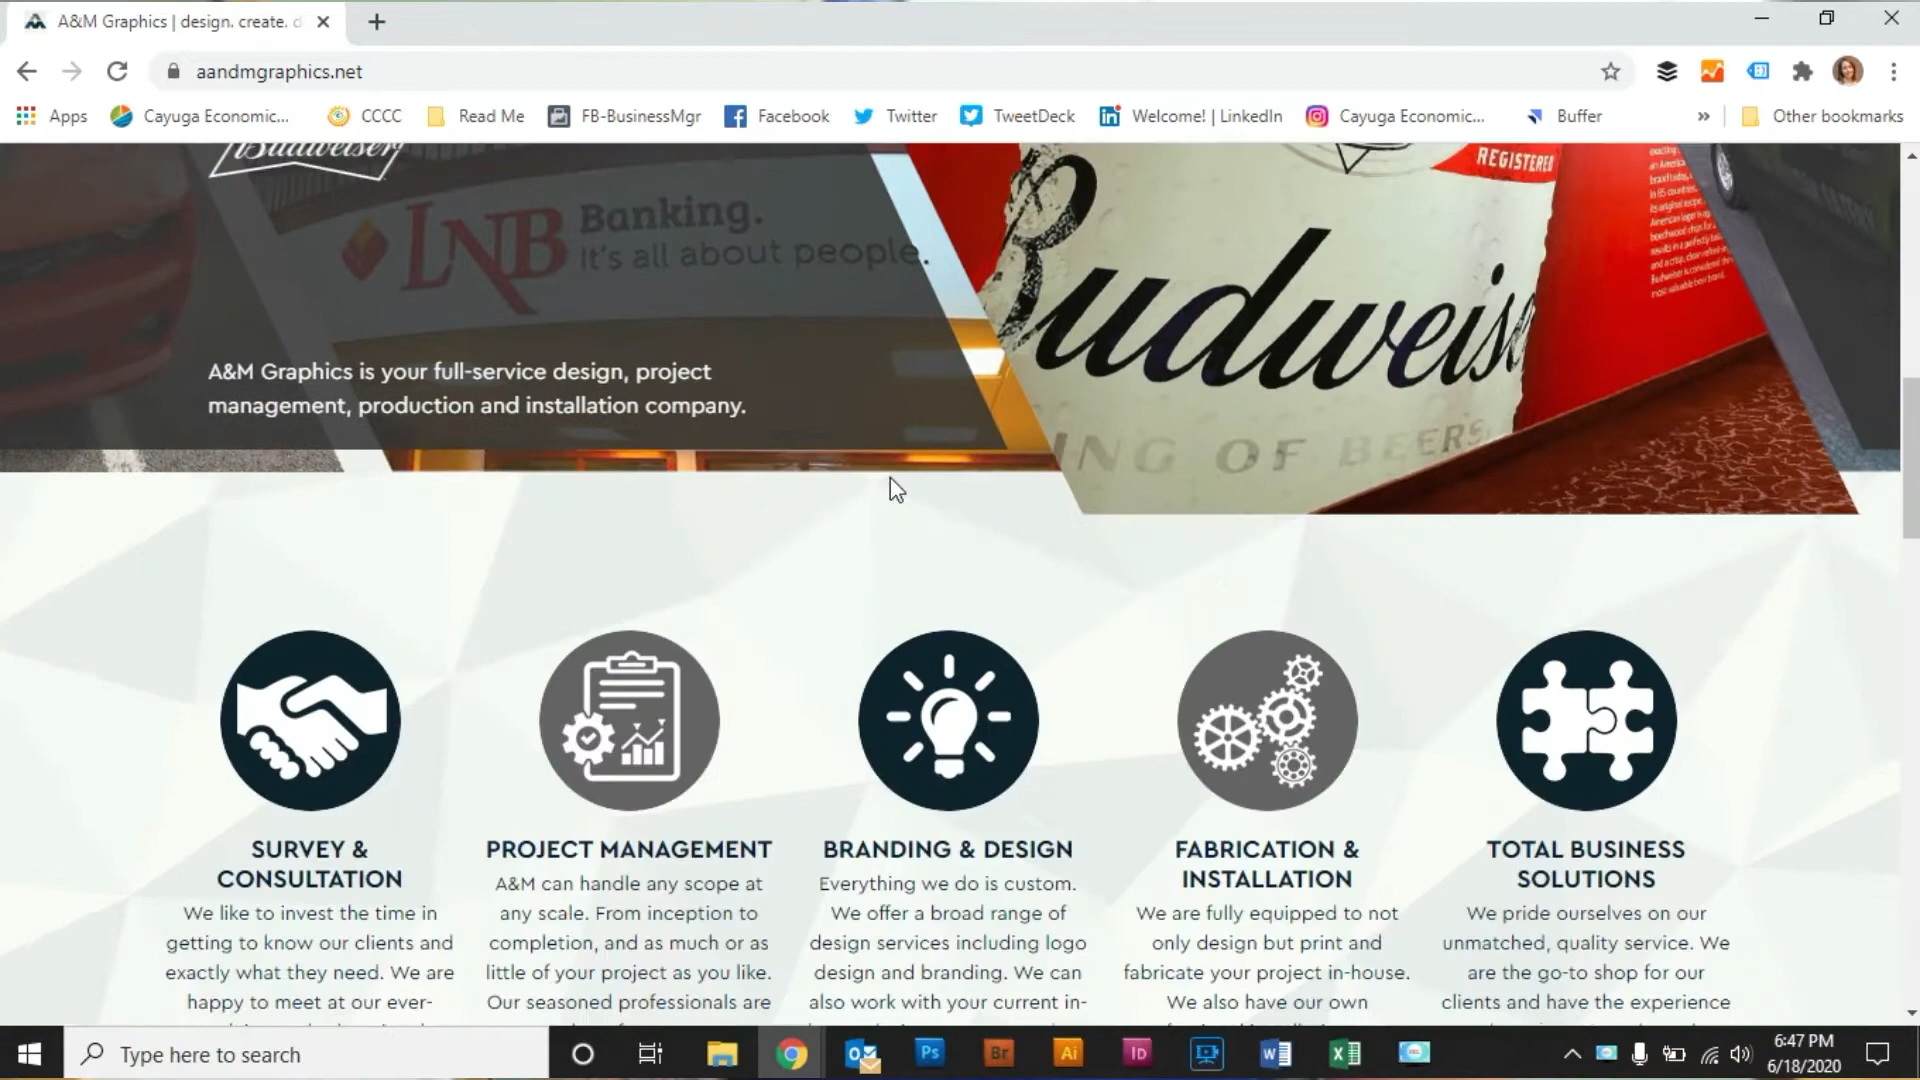 A&M Graphics | design. create. d
aandmgraphics.net
Apps
Cayuga Economic...
CCCC
Read Me
FB-BusinessMgr
Facebook
Twitter
TweetDeck
Welcome! | LinkedIn
Cayuga Economic...
Buffer
»
Other bookmarks
Budweiser
LNB Banking.
It's all about people.
A&M Graphics is your full-service design, project
management, production and installation company.
REGISTERED
Budweis
ING OF BEERS
SURVEY &
CONSULTATION
We like to invest the time in
getting to know our clients and
exactly what they need. We are
happy to meet at our ever-
PROJECT MANAGEMENT
A&M can handle any scope at
any scale. From inception to
completion, and as much or as
little of your project as you like.
Our seasoned professionals are
BRANDING & DESIGN
Everything we do is custom.
We offer a broad range of
design services including logo
design and branding. We can
also work with your current in-
FABRICATION &
INSTALLATION
We are fully equipped to not
only design but print and
fabricate your project in-house.
We also have our own
TOTAL BUSINESS
SOLUTIONS
We pride ourselves on our
unmatched, quality service. We
are the go-to shop for our
clients and have the experience
Type here to search
Ps
Br
Ai
Id
6:47 PM
6/18/2020